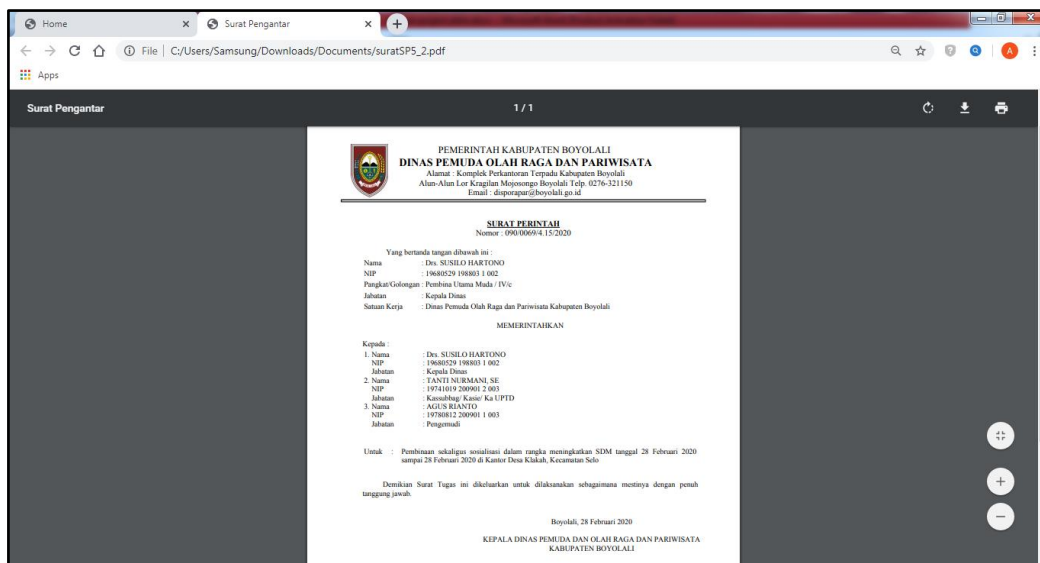 Home
Surat Pengantar
File
C:/Users/Samsung/Downloads/Documents/suratSP5_2.pdf
A
Apps
Surat Pengantar
1 / 1
PEMERINTAH KABUPATEN BOYOLALI
DINAS PEMUDA OLAH RAGA DAN PARIWISATA
Alamat : Komplek Perkantoran Terpadu Kabupaten Boyolali
Alun-Alun Lor Kragilan Mojosongo Boyolali Telp. 0276-321150
Email : disporapar@boyolali.go.id
SURAT PERINTAH
Nomor : 090/0069/4.15/2020
Yang bertanda tangan dibawah ini :
Nama : Drs. SUSILO HARTONO
NIP : 19680529 198803 1 002
Pangkat/Golongan : Pembina Utama Muda / IV/c
Jabatan : Kepala Dinas
Satuan Kerja : Dinas Pemuda Olah Raga dan Pariwisata Kabupaten Boyolali
MEMERINTAHKAN
Kepada :
1. Nama : Drs. SUSILO HARTONO
NIP : 19680529 198803 1 002
Jabatan : Kepala Dinas
2. Nama : TANTI NURMANI, SE
NIP : 19741019 200901 2 003
Jabatan : Kassubbag/ Kasie/ Ka UPTD
3. Nama : AGUS RIANTO
NIP : 19780812 200901 1 003
Jabatan : Pengemudi
Untuk : Pembinaan sekaligus sosialisasi dalam rangka meningkatkan SDM tanggal 28 Februari 2020
sampai 28 Februari 2020 di Kantor Desa Klakah, Kecamatan Selo
Demikian Surat Tugas ini dikeluarkan untuk dilaksanakan sebagaimana mestinya dengan penuh
tanggung jawab.
Boyolali, 28 Februari 2020
KEPALA DINAS PEMUDA DAN OLAH RAGA DAN PARIWISATA
KABUPATEN BOYOLALI